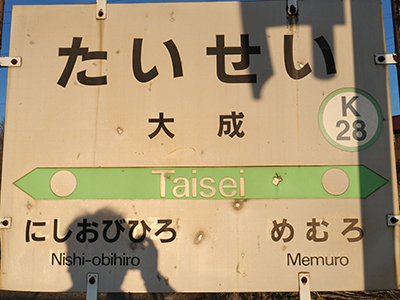 たいせい
大成
K
28
Taisei
にしおびひろ めむろ
Nishi-obihiro Memuro